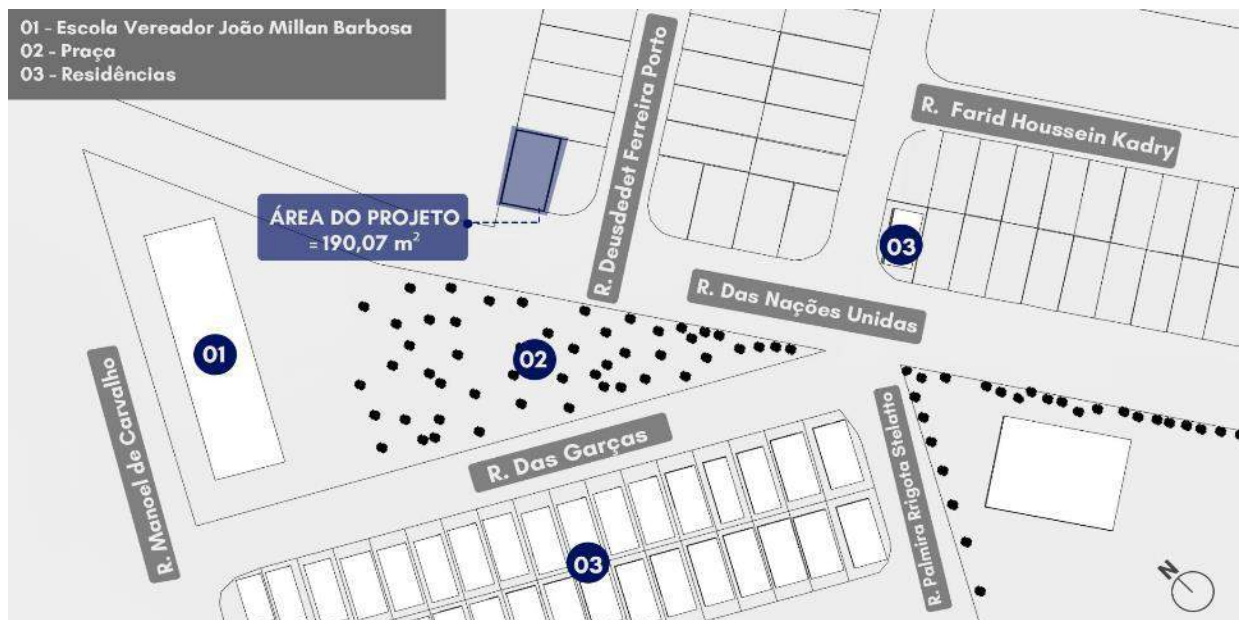 01 - Escola Vereador João Millan Barbosa
02 - Praça
03 - Residências
R. Deusdedet Ferreira Porto
R. Farid Houssein Kadry
ÁREA DO PROJETO
= 190,07 m²
03
R. Das Nações Unidas
01
02
R. Manoel de Carvalho
R. Das Garças
R. Palmira Rrigota Stelatto
03
N